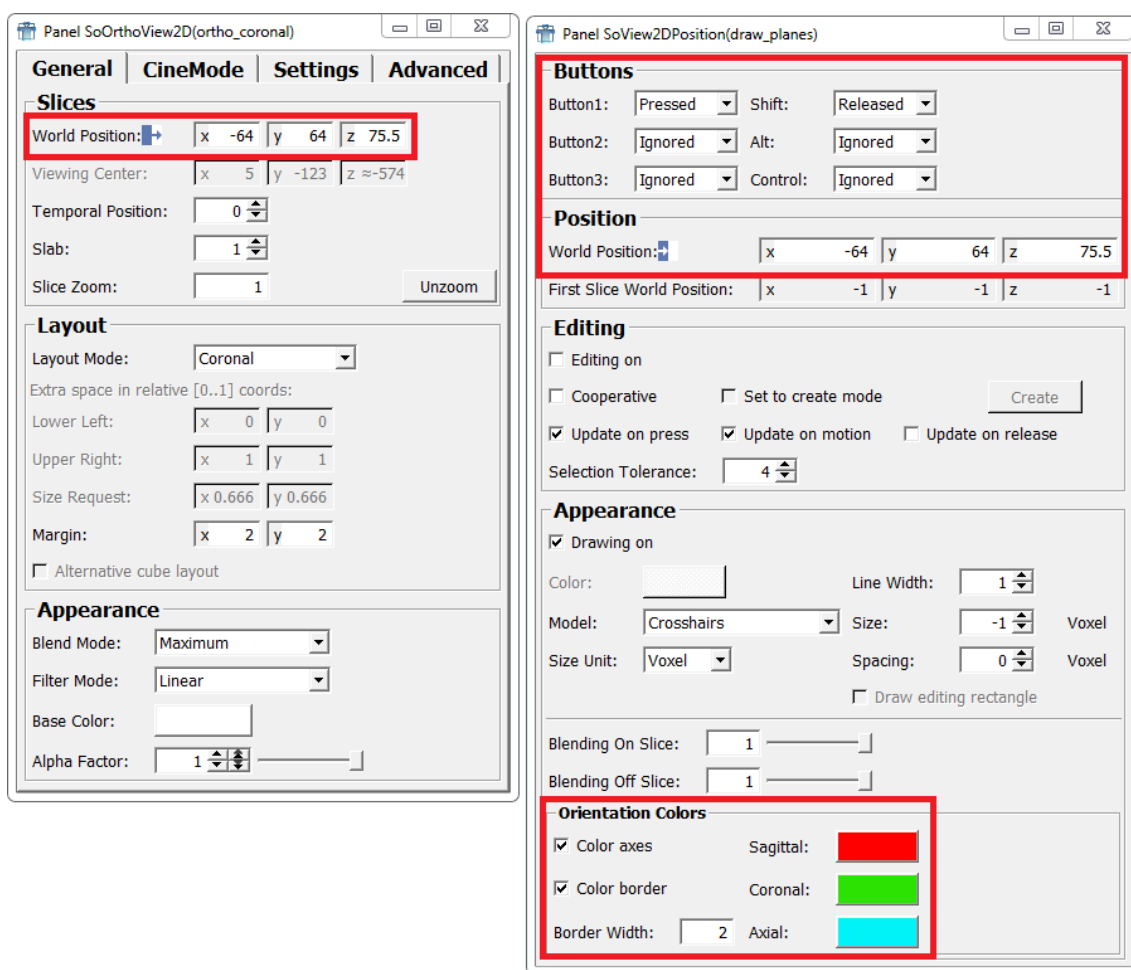 Panel SoOrthoView2D(ortho_coronal)
General CineMode Settings Advanced
Slices
World Position: x -64 y 64 z 75.5
Viewing Center: x 5 y -123 z ≈-574
Temporal Position: 0
Slab: 1
Slice Zoom: 1 Unzoom
Layout
Layout Mode: Coronal
Extra space in relative [0..1] coords:
Lower Left: x 0 y 0
Upper Right: x 1 y 1
Size Request: x 0.666 y 0.666
Margin: x 2 y 2
Alternative cube layout
Appearance
Blend Mode: Maximum
Filter Mode: Linear
Base Color:
Alpha Factor: 1
Panel SoView2DPosition(draw_planes)
Buttons
Button1: Pressed Shift: Released
Button2: Ignored Alt: Ignored
Button3: Ignored Control: Ignored
Position
World Position: x -64 y 64 z 75.5
First Slice World Position: x -1 y -1 z -1
Editing
Editing on
Cooperative Set to create mode Create
Update on press Update on motion Update on release
Selection Tolerance: 4
Appearance
Drawing on
Color: Line Width: 1
Model: Crosshairs Size: -1 Voxel
Size Unit: Voxel Spacing: 0 Voxel
Draw editing rectangle
Blending On Slice: 1
Blending Off Slice: 1
Orientation Colors
Color axes Sagittal:
Color border Coronal:
Border Width: 2 Axial: